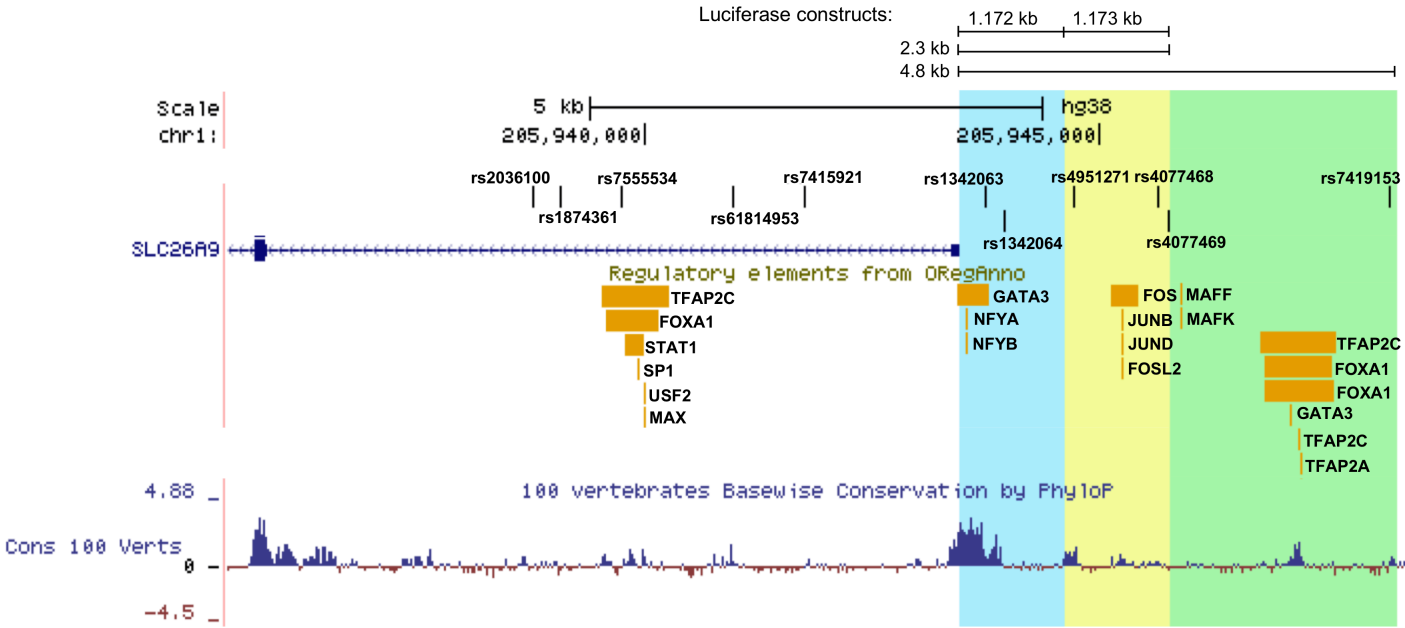 Luciferase constructs:
1.172 kb 1.173 kb
2.3 kb
4.8 kb
Scale 5 kb hg38
chr1: 205,940,000 205,945,000
rs2036100 rs7555534 rs7415921 rs1342063 rs4951271 rs4077468 rs7419153
rs1874361 rs61814953 rs1342064 rs4077469
SLC26A9
Regulatory elements from ORegAnno
TFAP2C GATA3 FOS MAFF
FOXA1 NFYA JUNB MAFK
STAT1 NFYB JUND TFAP2C
SP1 FOSL2 FOXA1
USF2 FOXA1
MAX GATA3
TFAP2C
TFAP2A
4.88 100 vertebrates Basewise Conservation by PhyloP
Cons 100 Verts
0
-4.5